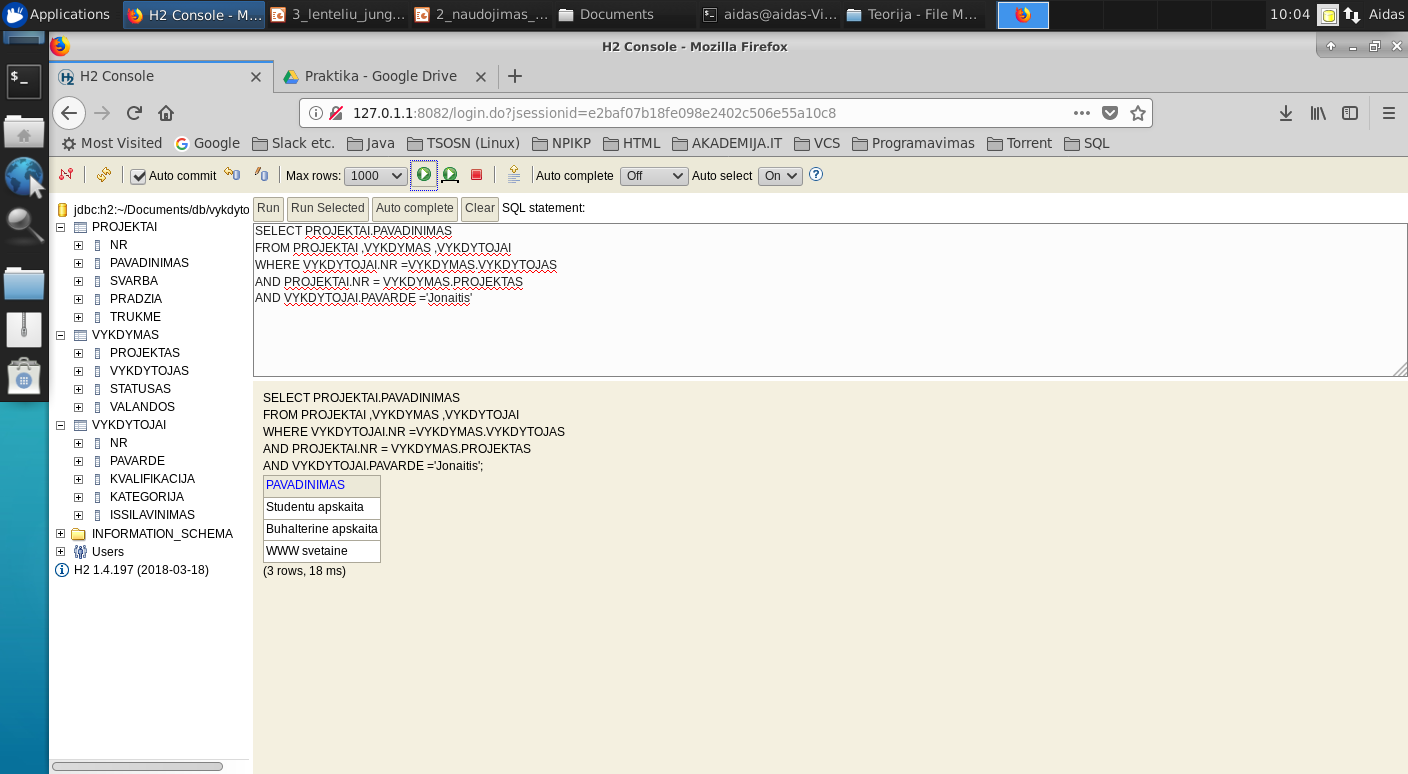 Applications
H2 Console - M...
3_lenteliu_jung...
2_naudojimas_...
Documents
aidas@aidas-Vi...
Teorija - File M...
10:04
Aidas
H2 Console - Mozilla Firefox
H2 Console
Praktika - Google Drive
127.0.1.1:8082/login.do?jsessionid=e2baf07b18fe098e2402c506e55a10c8
Most Visited
Google
Slack etc.
Java
TSOSN (Linux)
NPIKP
HTML
AKADEMIJA.IT
VCS
Programavimas
Torrent
SQL
Auto commit
Max rows: 1000
Auto complete Off
Auto select On
jdbc:h2:~/Documents/db/vykdyto
PROJEKTAI
NR
PAVADINIMAS
SVARBA
PRADZIA
TRUKME
VYKDYMAS
PROJEKTAS
VYKDYTOJAS
STATUSAS
VALANDOS
VYKDYTOJAI
NR
PAVARDE
KVALIFIKACIJA
KATEGORIJA
ISSILAVINIMAS
INFORMATION_SCHEMA
Users
H2 1.4.197 (2018-03-18)
Run
Run Selected
Auto complete
Clear
SQL statement:
SELECT PROJEKTAI.PAVADINIMAS
FROM PROJEKTAI ,VYKDYMAS ,VYKDYTOJAI
WHERE VYKDYTOJAI.NR =VYKDYMAS.VYKDYTOJAS
AND PROJEKTAI.NR = VYKDYMAS.PROJEKTAS
AND VYKDYTOJAI.PAVARDE ='Jonaitis'
SELECT PROJEKTAI.PAVADINIMAS
FROM PROJEKTAI ,VYKDYMAS ,VYKDYTOJAI
WHERE VYKDYTOJAI.NR =VYKDYMAS.VYKDYTOJAS
AND PROJEKTAI.NR = VYKDYMAS.PROJEKTAS
AND VYKDYTOJAI.PAVARDE ='Jonaitis';
PAVADINIMAS
Studentu apskaita
Buhalterine apskaita
WWW svetaine
(3 rows, 18 ms)